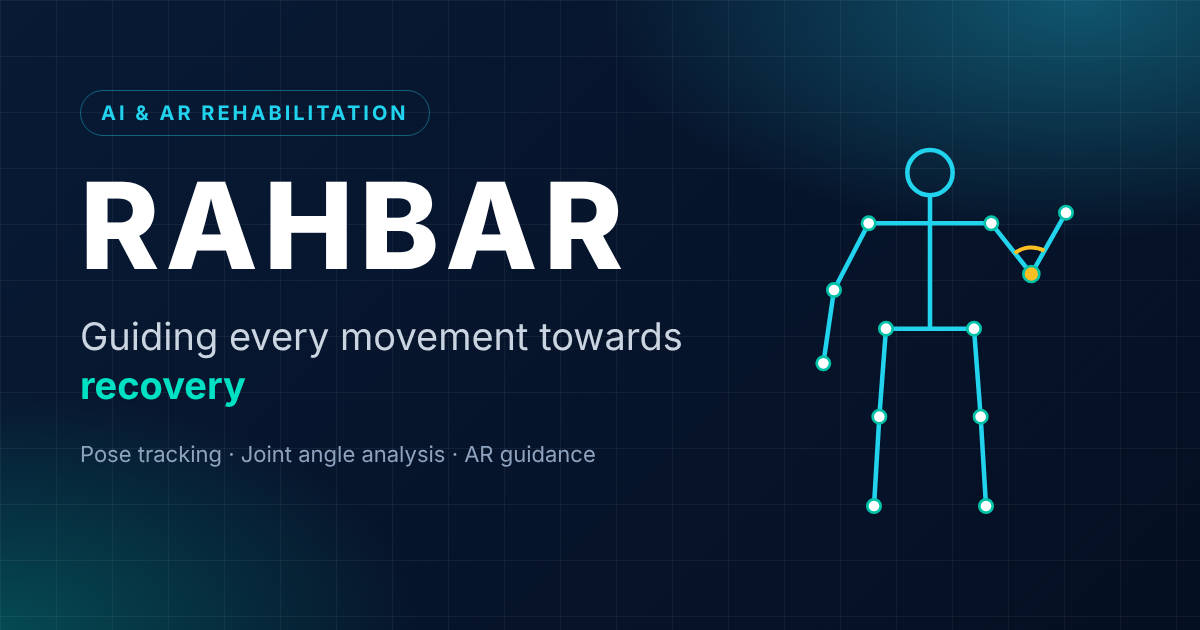 AI & AR REHABILITATION
RAHBAR
Guiding every movement towards
recovery
Pose tracking · Joint angle analysis · AR guidance